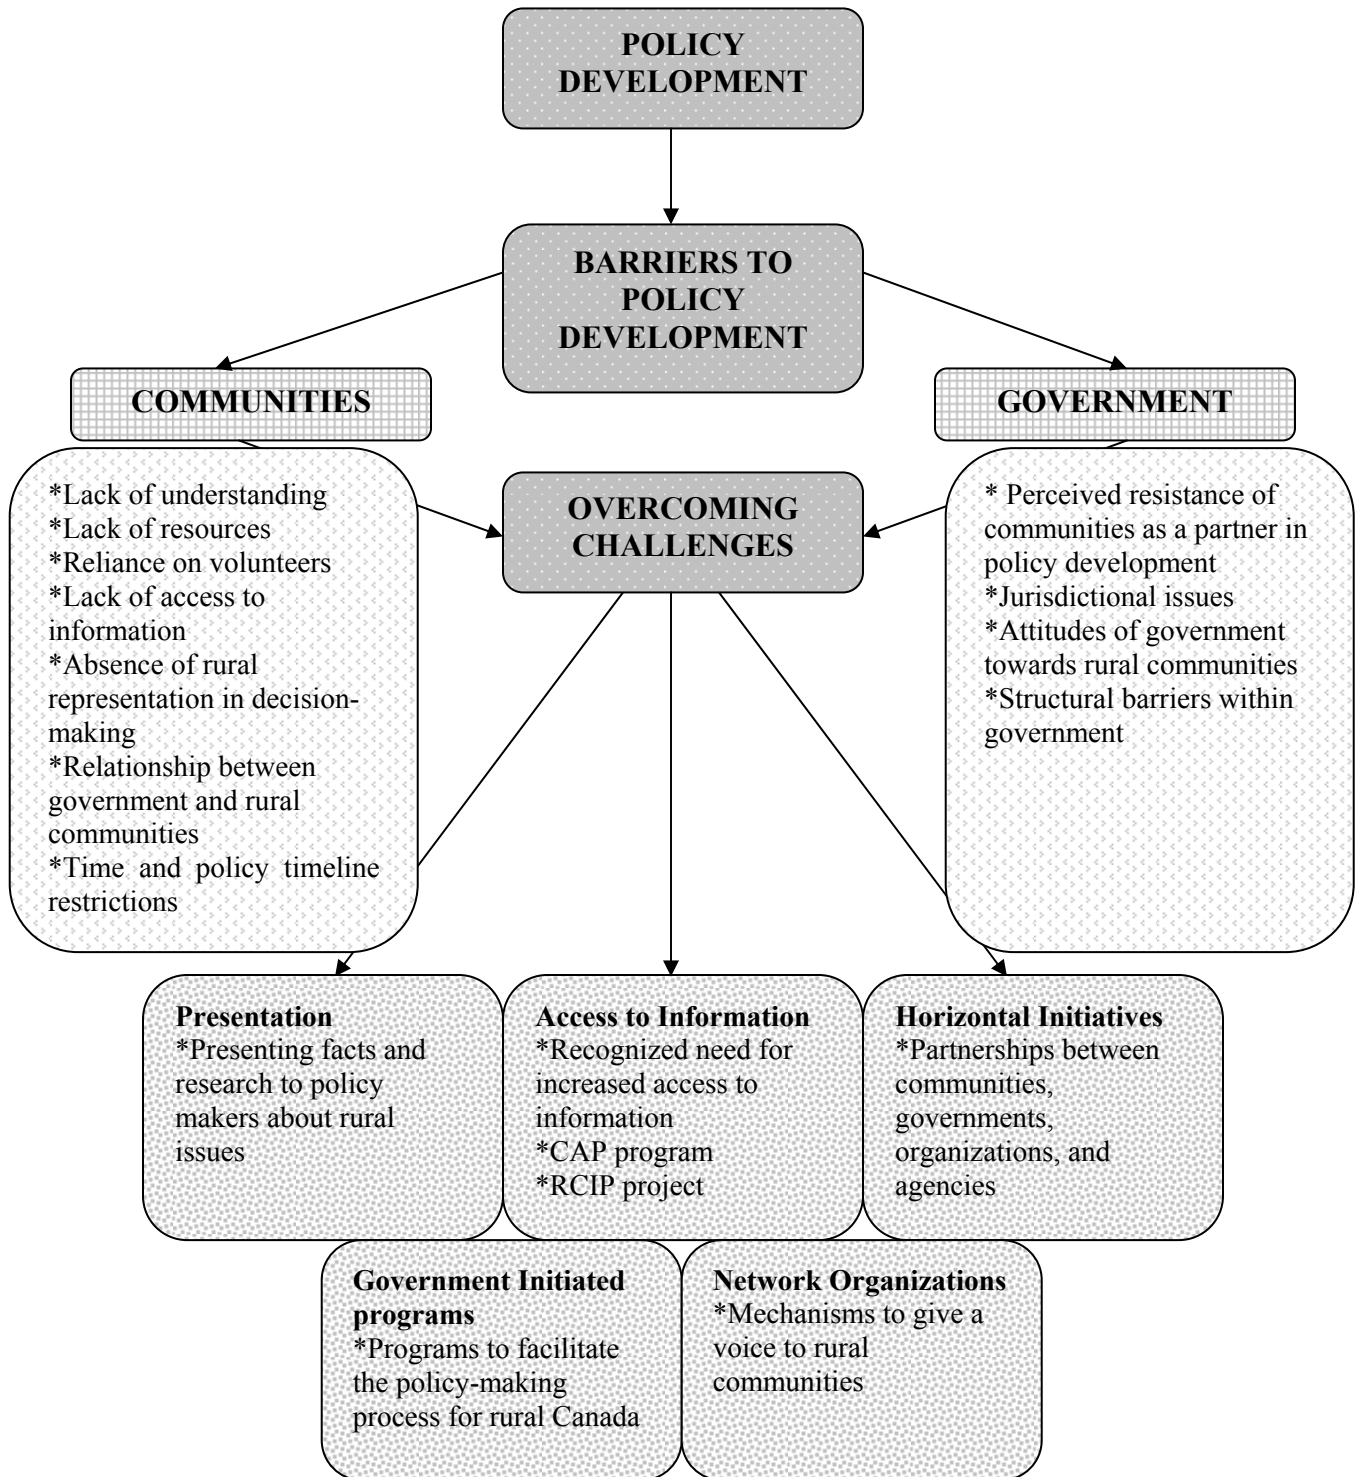 POLICY
DEVELOPMENT
BARRIERS TO
POLICY
DEVELOPMENT
COMMUNITIES
GOVERNMENT
*Lack of understanding
*Lack of resources
*Reliance on volunteers
*Lack of access to
information
*Absence of rural
representation in decision-
making
*Relationship between
government and rural
communities
*Time and policy timeline
restrictions
OVERCOMING
CHALLENGES
* Perceived resistance of
communities as a partner in
policy development
*Jurisdictional issues
*Attitudes of government
towards rural communities
*Structural barriers within
government
Presentation
*Presenting facts and
research to policy
makers about rural
issues
Access to Information
*Recognized need for
increased access to
information
*CAP program
*RCIP project
Horizontal Initiatives
*Partnerships between
communities,
governments,
organizations, and
agencies
Government Initiated
programs
*Programs to facilitate
the policy-making
process for rural Canada
Network Organizations
*Mechanisms to give a
voice to rural
communities